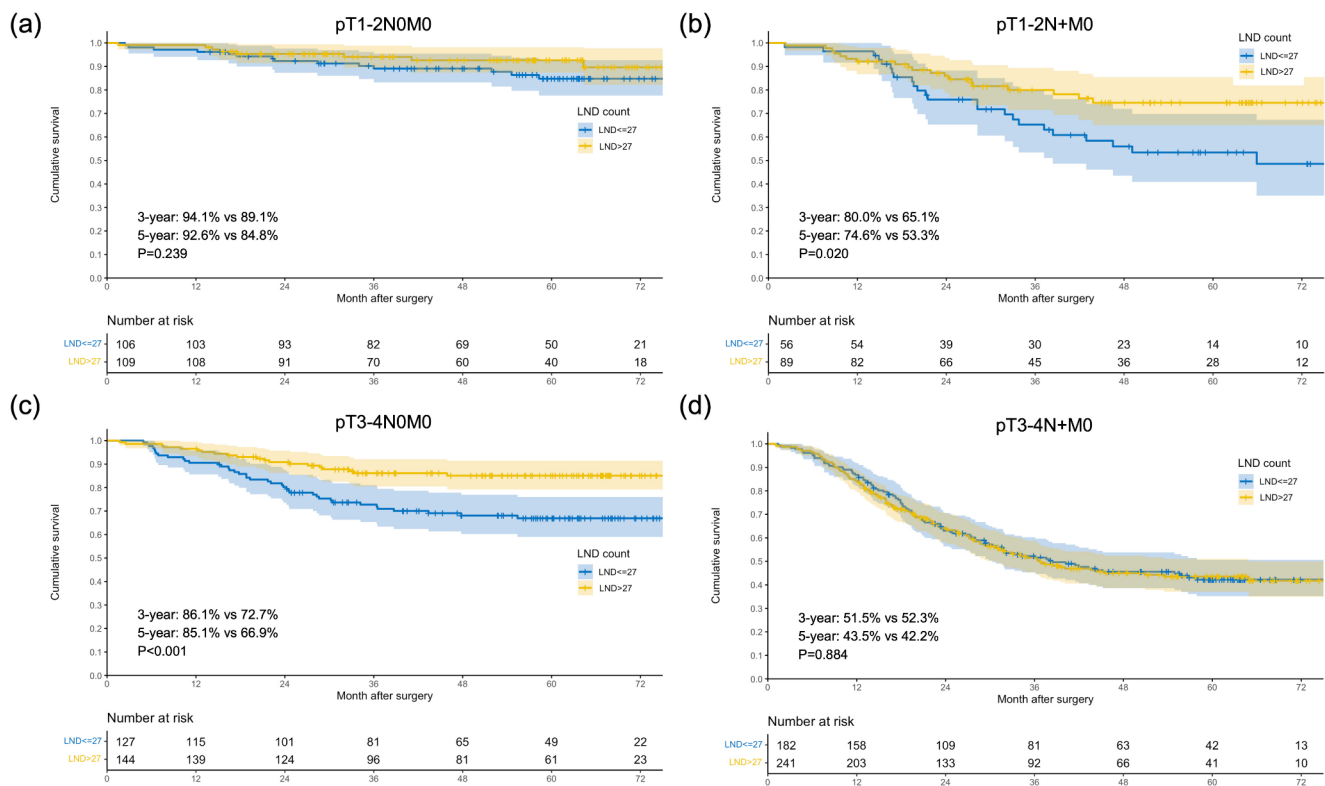 (a)
pT1-2N0M0
1.0
0.9
0.8
0.7
0.6
0.5
0.4
0.3
0.2
0.1
0.0
Cumulative survival
LND count
LND<=27
LND>27
3-year: 94.1% vs 89.1%
5-year: 92.6% vs 84.8%
P=0.239
0 12 24 36 48 60 72
Month after surgery
Number at risk
LND<=27 106 103 93 82 69 50 21
LND>27 109 108 91 70 60 40 18
0 12 24 36 48 60 72
(b)
pT1-2N+M0
1.0
0.9
0.8
0.7
0.6
0.5
0.4
0.3
0.2
0.1
0.0
Cumulative survival
LND count
LND<=27
LND>27
3-year: 80.0% vs 65.1%
5-year: 74.6% vs 53.3%
P=0.020
0 12 24 36 48 60 72
Month after surgery
Number at risk
LND<=27 56 54 39 30 23 14 10
LND>27 89 82 66 45 36 28 12
0 12 24 36 48 60 72
(c)
pT3-4N0M0
1.0
0.9
0.8
0.7
0.6
0.5
0.4
0.3
0.2
0.1
0.0
Cumulative survival
LND count
LND<=27
LND>27
3-year: 86.1% vs 72.7%
5-year: 85.1% vs 66.9%
P<0.001
0 12 24 36 48 60 72
Month after surgery
Number at risk
LND<=27 127 115 101 81 65 49 22
LND>27 144 139 124 96 81 61 23
0 12 24 36 48 60 72
(d)
pT3-4N+M0
1.0
0.9
0.8
0.7
0.6
0.5
0.4
0.3
0.2
0.1
0.0
Cumulative survival
LND count
LND<=27
LND>27
3-year: 51.5% vs 52.3%
5-year: 43.5% vs 42.2%
P=0.884
0 12 24 36 48 60 72
Month after surgery
Number at risk
LND<=27 182 158 109 81 63 42 13
LND>27 241 203 133 92 66 41 10
0 12 24 36 48 60 72